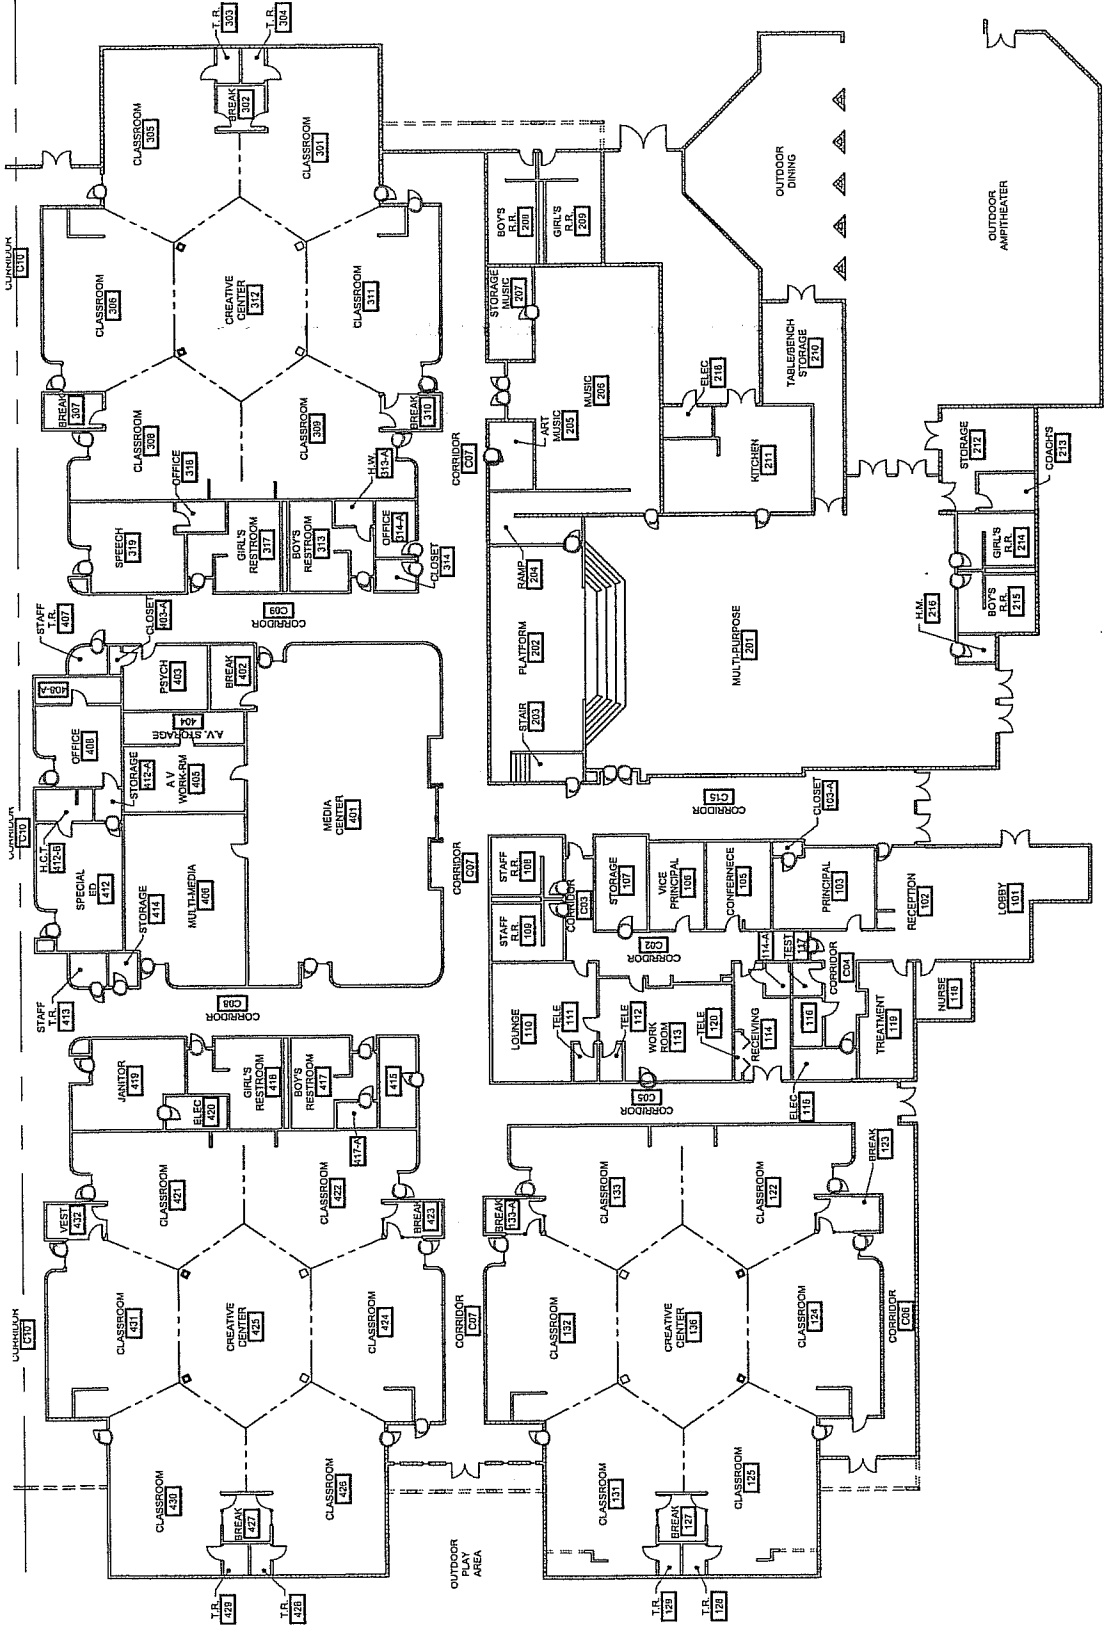 T.R.
303
T.R.
304
CLASSROOM
305
BREAK
302
CLASSROOM
301
CORRIDOR
C10
CLASSROOM
306
CREATIVE
CENTER
312
CLASSROOM
311
BREAK
307
BREAK
310
CLASSROOM
308
CLASSROOM
309
OFFICE
318
H.W.
313-A
SPEECH
319
GIRL'S
RESTROOM
317
BOY'S
RESTROOM
313
OFFICE
314-A
CLOSET
314
CORRIDOR
C09
BOY'S
R.R.
208
GIRL'S
R.R.
209
STORAGE
MUSIC
207
MUSIC
206
ART
MUSIC
205
CORRIDOR
C07
ELEC
218
KITCHEN
211
TABLE/BENCH
STORAGE
210
OUTDOOR
DINING
OUTDOOR
AMPITHEATER
STORAGE
212
COACH'S
213
GIRL'S
R.R.
214
BOY'S
R.R.
215
H.M.
216
RAMP
204
PLATFORM
202
STAIR
203
MULTI-PURPOSE
201
STAFF
T.R.
407
CLOSET
403-A
408-A
PSYCH
403
BREAK
402
OFFICE
408
A.V. STORAGE
404
STORAGE
412-A
A V
WORK-RM
405
CORRIDOR
C10
H.C.T.
412-B
SPECIAL
ED
412
STORAGE
414
MULTI-MEDIA
406
MEDIA
CENTER
401
CORRIDOR
C07
STAFF
T.R.
413
CORRIDOR
C08
CORRIDOR
C15
CLOSET
103-A
STAFF
R.R.
108
STAFF
R.R.
109
CORRIDOR
C03
STORAGE
107
VICE
PRINCIPAL
106
CONFERNECE
105
PRINCIPAL
103
RECEPTION
102
LOBBY
101
CORRIDOR
C02
114-A
TEST
117
CORRIDOR
C04
LOUNGE
110
TELE
111
TELE
112
WORK
ROOM
113
TELE
120
RECEIVING
114
116
TREATMENT
119
NURSE
118
ELEC
115
CORRIDOR
C05
JANITOR
419
ELEC
420
GIRL'S
RESTROOM
418
BOY'S
RESTROOM
417
415
417-A
CLASSROOM
421
CLASSROOM
422
VEST
432
BREAK
423
CORRIDOR
C10
CLASSROOM
431
CREATIVE
CENTER
425
CLASSROOM
424
CLASSROOM
430
BREAK
427
CLASSROOM
426
T.R.
429
T.R.
428
CORRIDOR
C07
BREAK
133-A
CLASSROOM
133
CLASSROOM
122
BREAK
123
CLASSROOM
132
CREATIVE
CENTER
136
CLASSROOM
124
CORRIDOR
C06
CLASSROOM
131
BREAK
127
CLASSROOM
125
OUTDOOR
PLAY
AREA
T.R.
129
T.R.
128